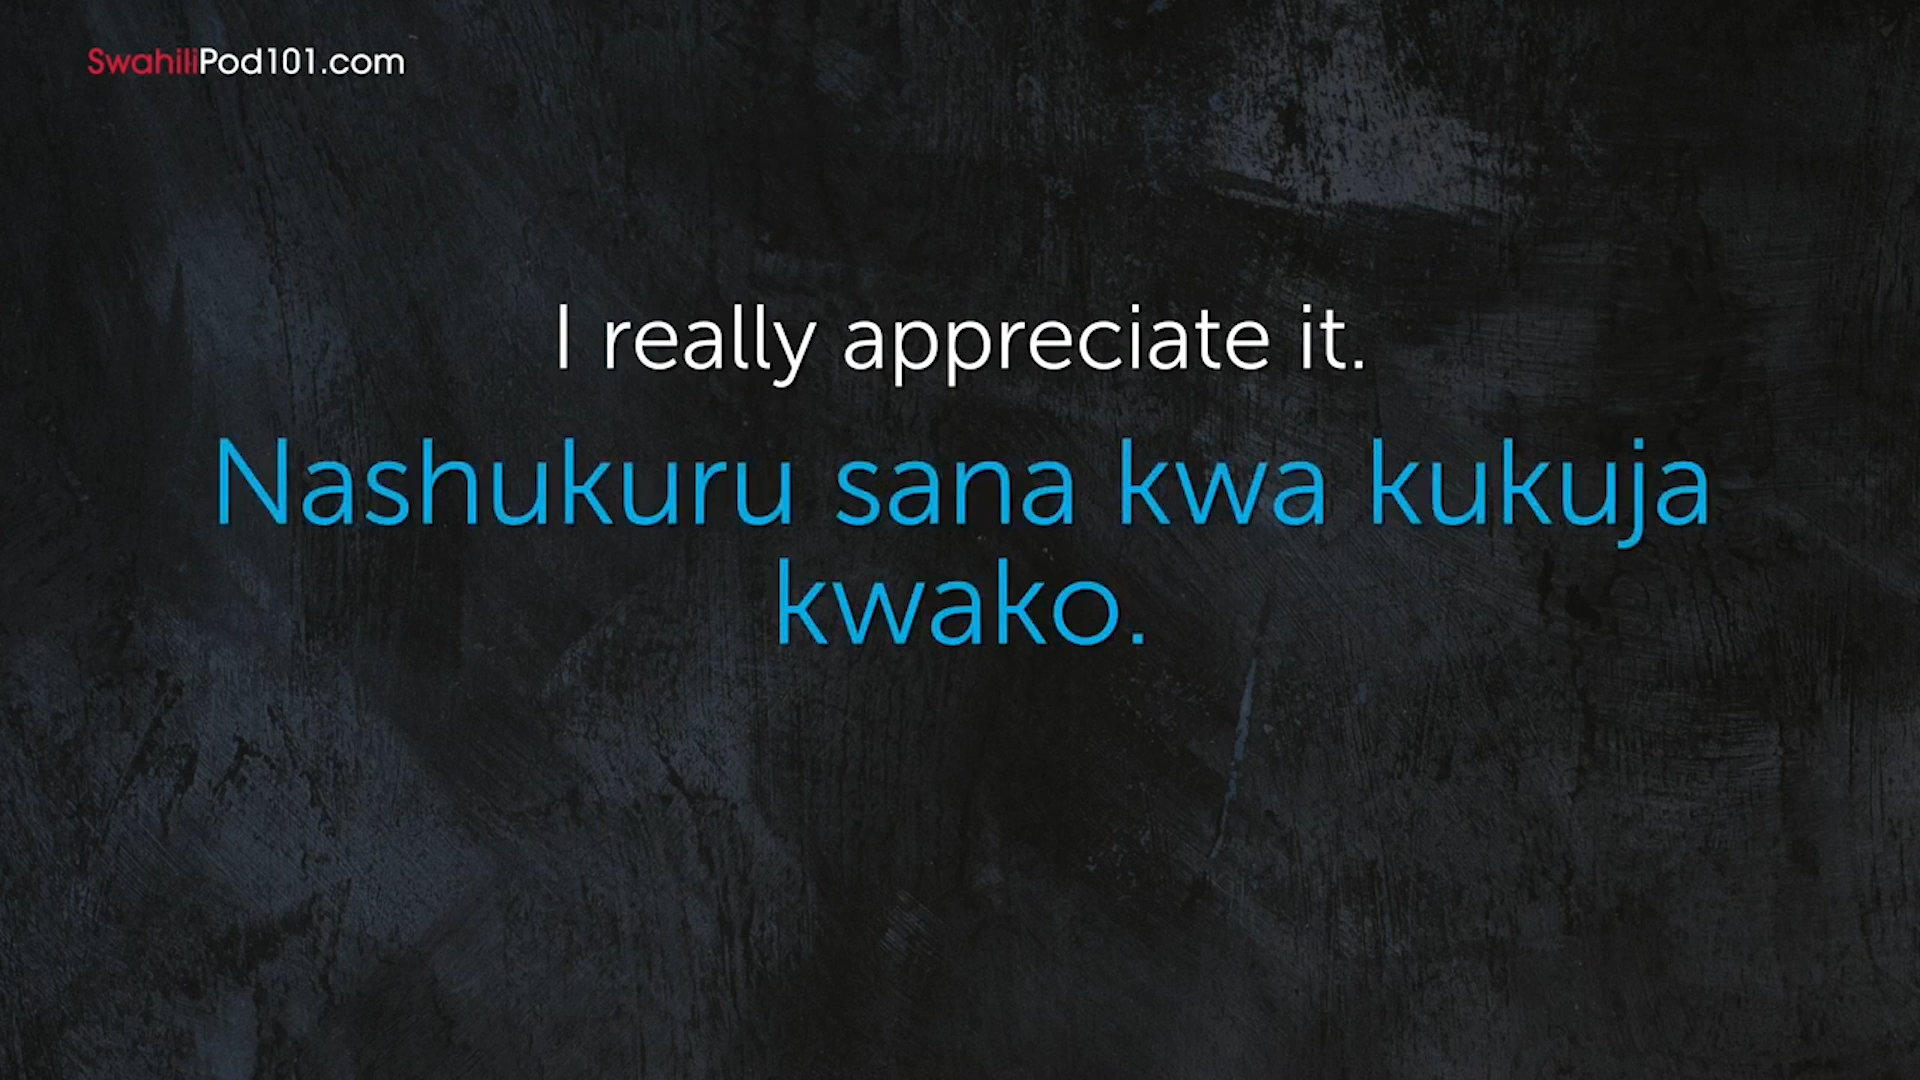 SwahiliPod101.com
I really appreciate it.
Nashukuru sana kwa kukuja
kwako.